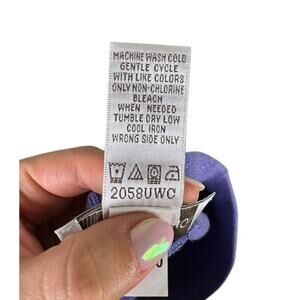 MACHINE WASH COLD
GENTLE CYCLE
WITH LIKE COLORS
ONLY NON-CHLORINE
BLEACH
WHEN NEEDED
TUMBLE DRY LOW
COOL IRON
WRONG SIDE ONLY
2058UWC